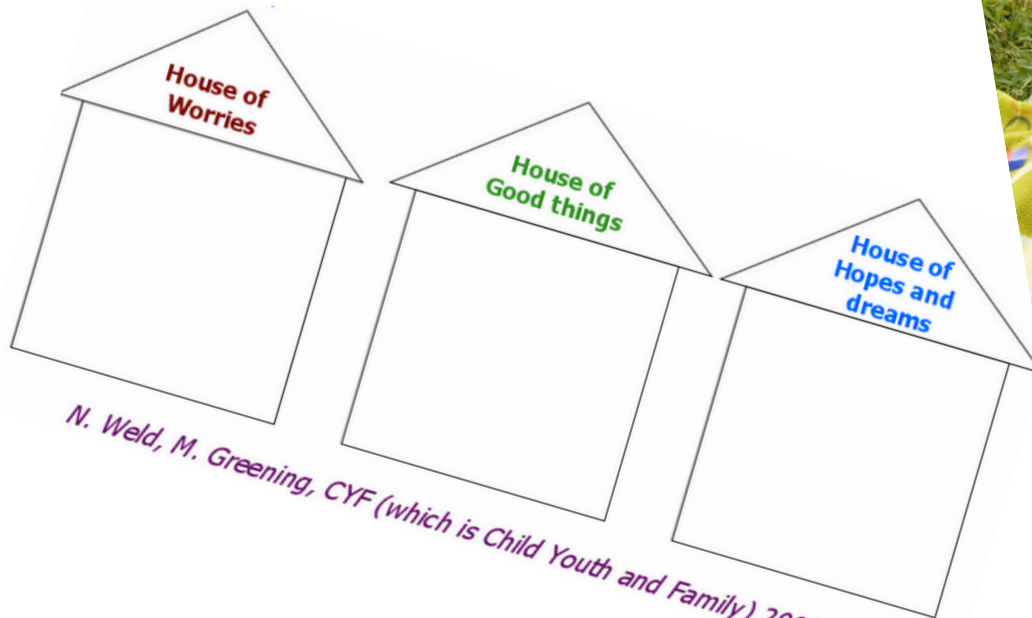 House of
Worries
House of
Good things
House of
Hopes and
dreams
N. Weld, M. Greening, CYF (which is Child Youth and Family)